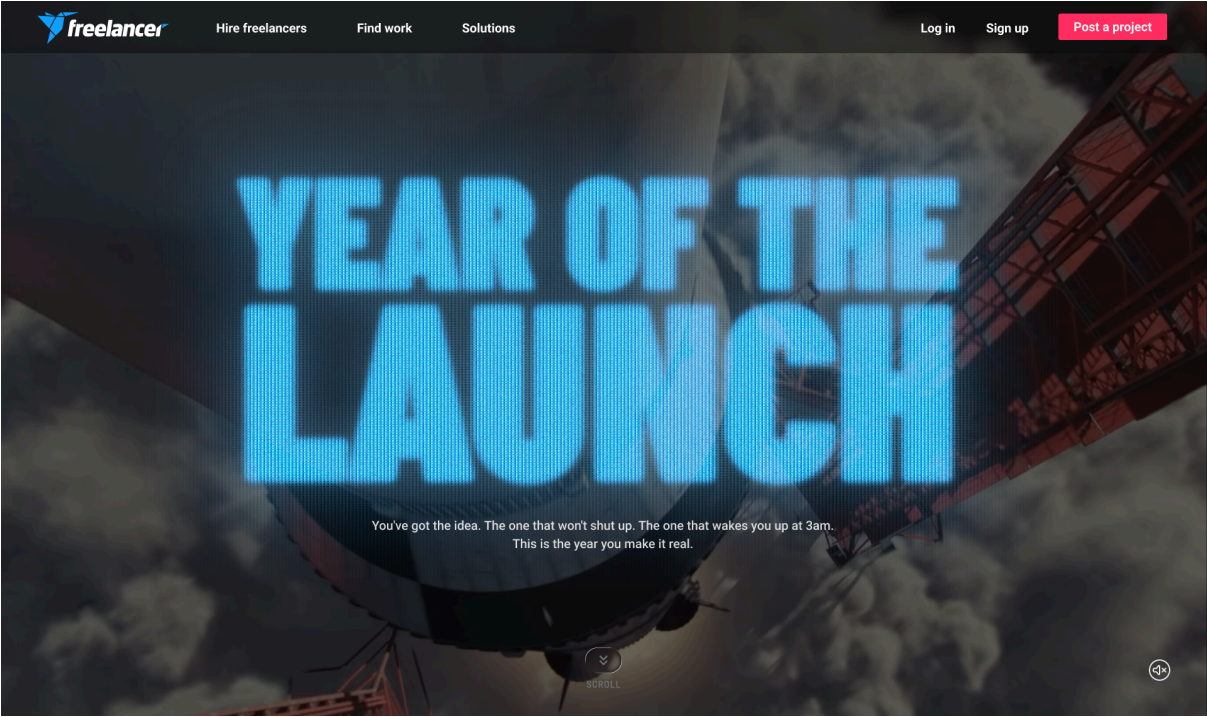 freelancer
Hire freelancers
Find work
Solutions
Log in
Sign up
Post a project
YEAR OF THE
LAUNCH
You've got the idea. The one that won't shut up. The one that wakes you up at 3am.
This is the year you make it real.
SCROLL